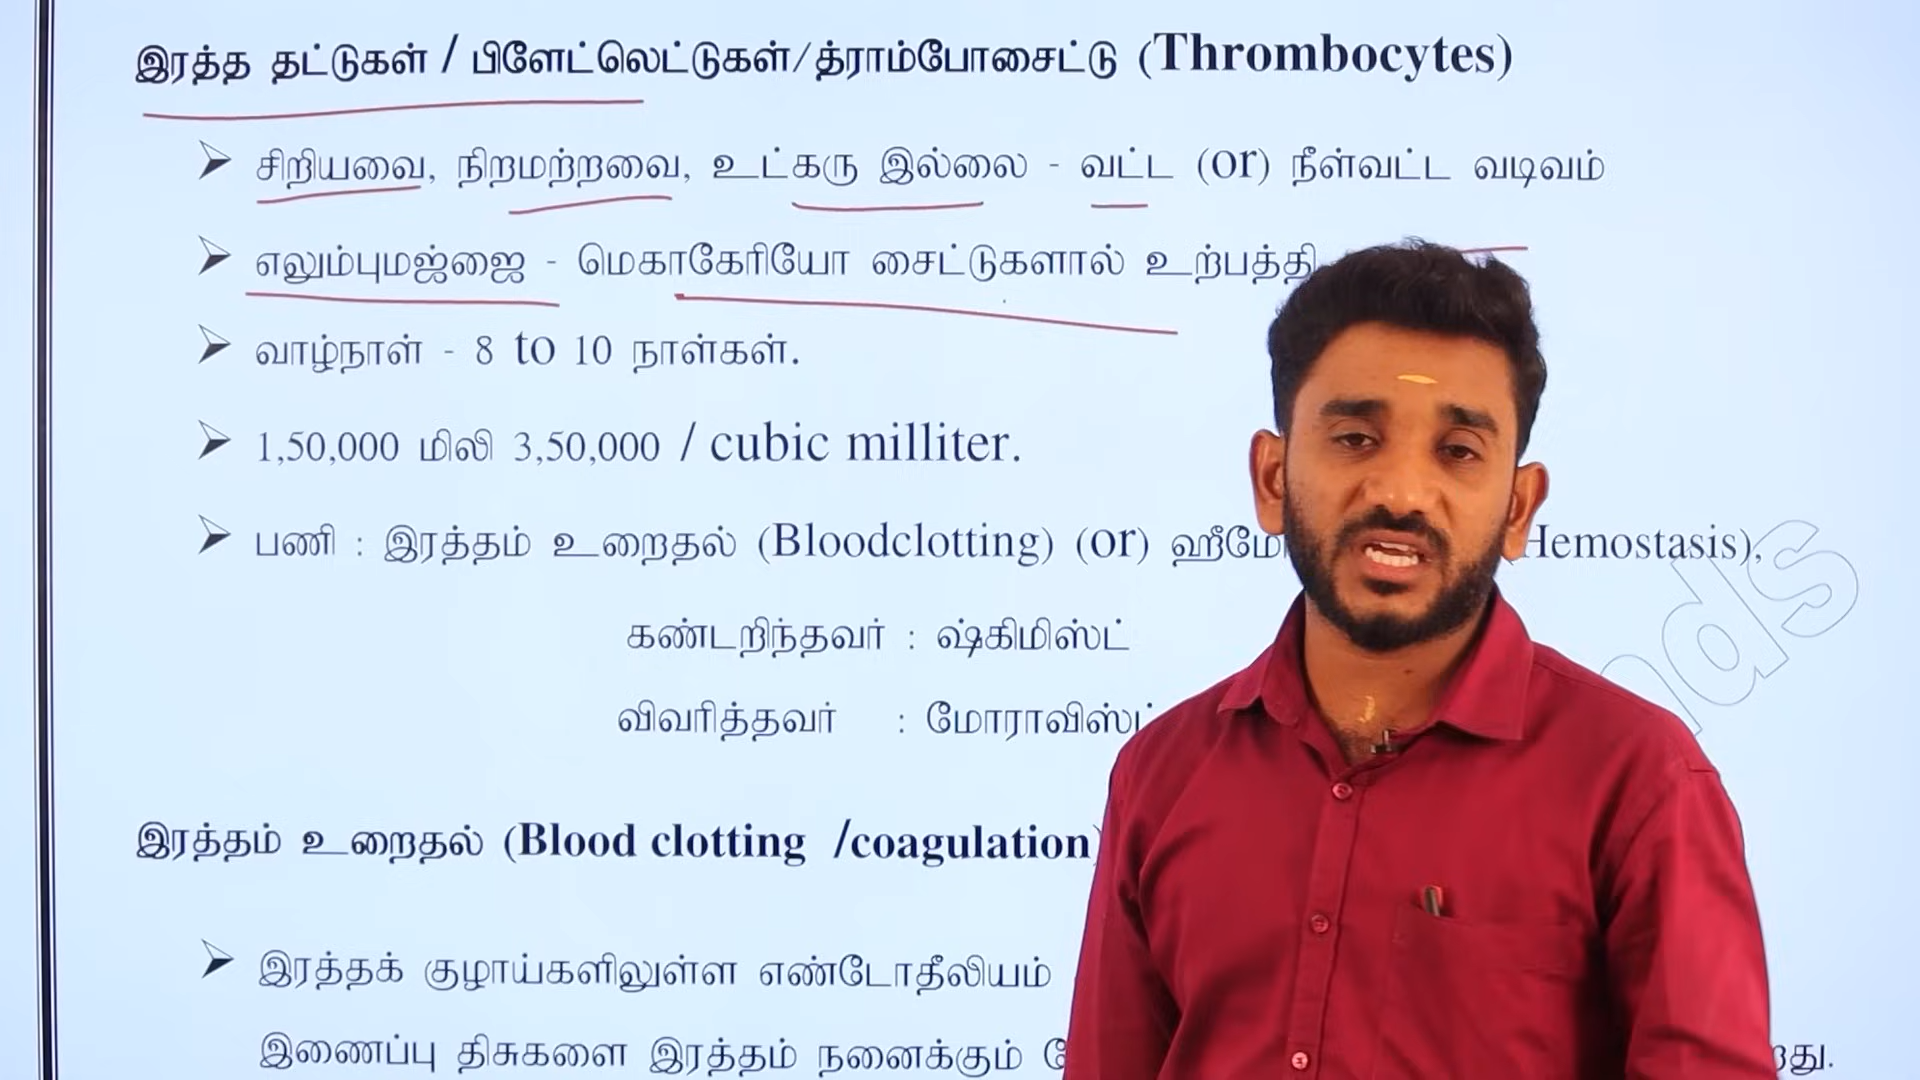 இரத்த தட்டுகள் / பிளேட்லெட்டுகள்/த்ராம்போசைட்டு (Thrombocytes)
சிறியவை, நிறமற்றவை, உட்கரு இல்லை - வட்ட (or) நீள்வட்ட வடிவம்
எலும்புமஜ்ஜை - மெகாகேரியோ சைட்டுகளால் உற்பத்தி
வாழ்நாள் - 8 to 10 நாள்கள்.
1,50,000 மிலி 3,50,000 / cubic milliter.
பணி : இரத்தம் உறைதல் (Bloodclotting) (or) Hemostasis),
கண்டறிந்தவர் : ஷ்கிமிஸ்ட்
விவரித்தவர் : மோராவிஸ்ட்
இரத்தம் உறைதல் (Blood clotting /coagulation)
இரத்தக் குழாய்களிலுள்ள எண்டோதீலியம்
இணைப்பு திசுகளை இரத்தம் நனைக்கும்